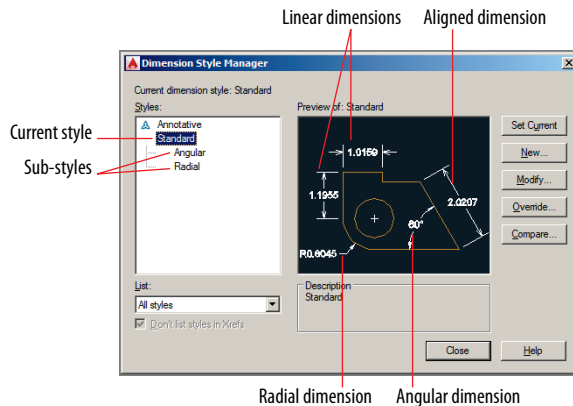 Linear dimensions Aligned dimension
Dimension Style Manager
Current dimension style: Standard
Styles:
Preview of: Standard
Current style
Sub-styles
Annotative
Standard
Angular
Radial
1.0159
1.1955
2.0207
60°
R0.6045
Set Current
New...
Modify...
Override...
Compare...
List:
All styles
Don't list styles in Xrefs
Description
Standard
Close
Help
Radial dimension Angular dimension